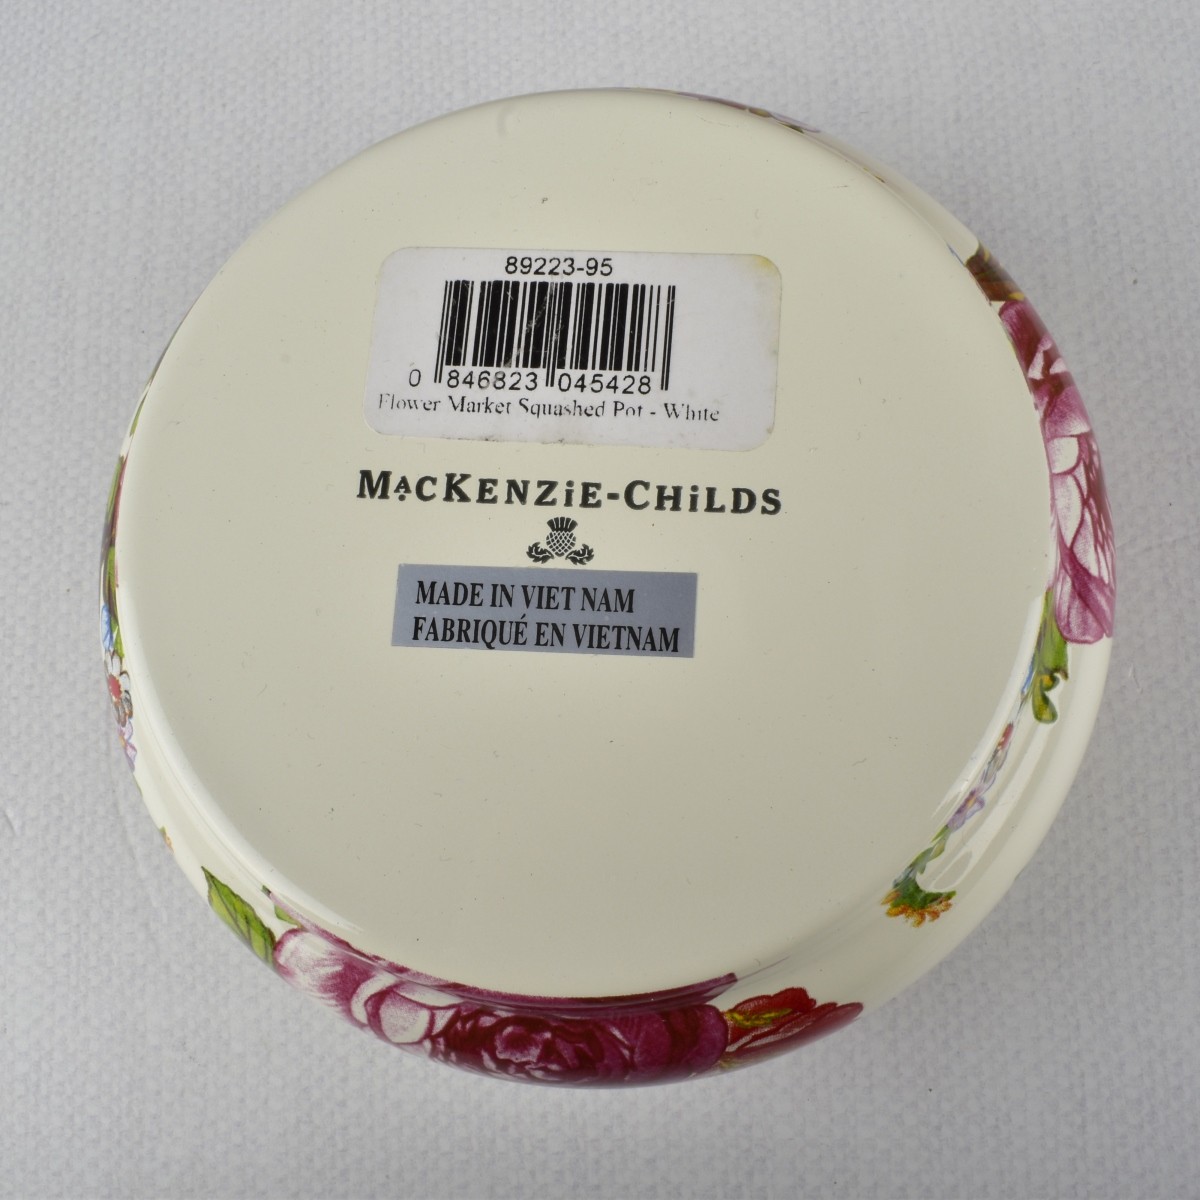 89223-95
0 846823 045428
Flower Market Squashed Pot - White
MACKENZiE-CHiLDS
MADE IN VIET NAM
FABRIQUÉ EN VIETNAM